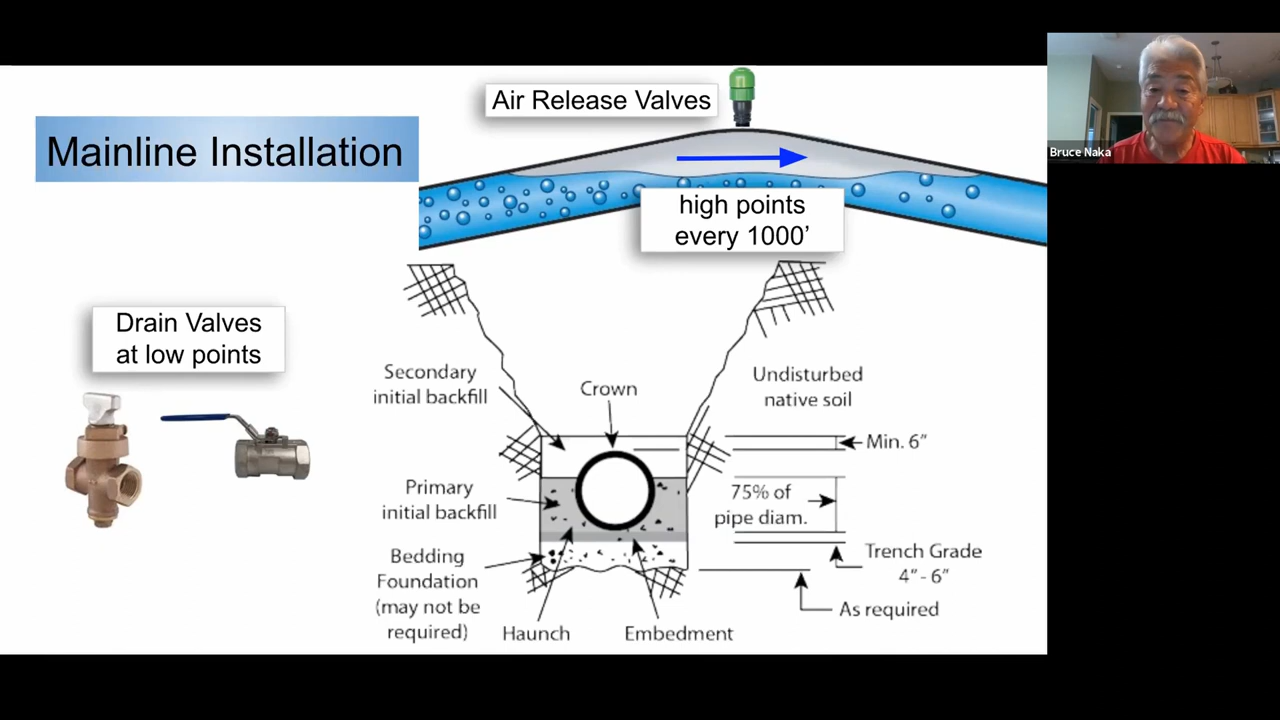 Air Release Valves
Mainline Installation
Bruce Naka
high points
every 1000’
Drain Valves
at low points
Secondary
initial backfill
Crown
Undisturbed
native soil
Min. 6”
Primary
initial backfill
75% of
pipe diam.
Bedding
Foundation
(may not be
required)
Trench Grade
4” - 6”
As required
Haunch
Embedment